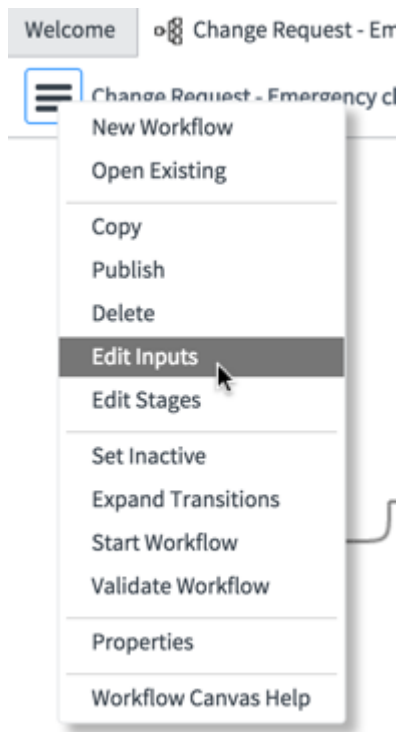 Welcome
Change Request - Em
Change Request - Emergency cl
New Workflow
Open Existing
Copy
Publish
Delete
Edit Inputs
Edit Stages
Set Inactive
Expand Transitions
Start Workflow
Validate Workflow
Properties
Workflow Canvas Help